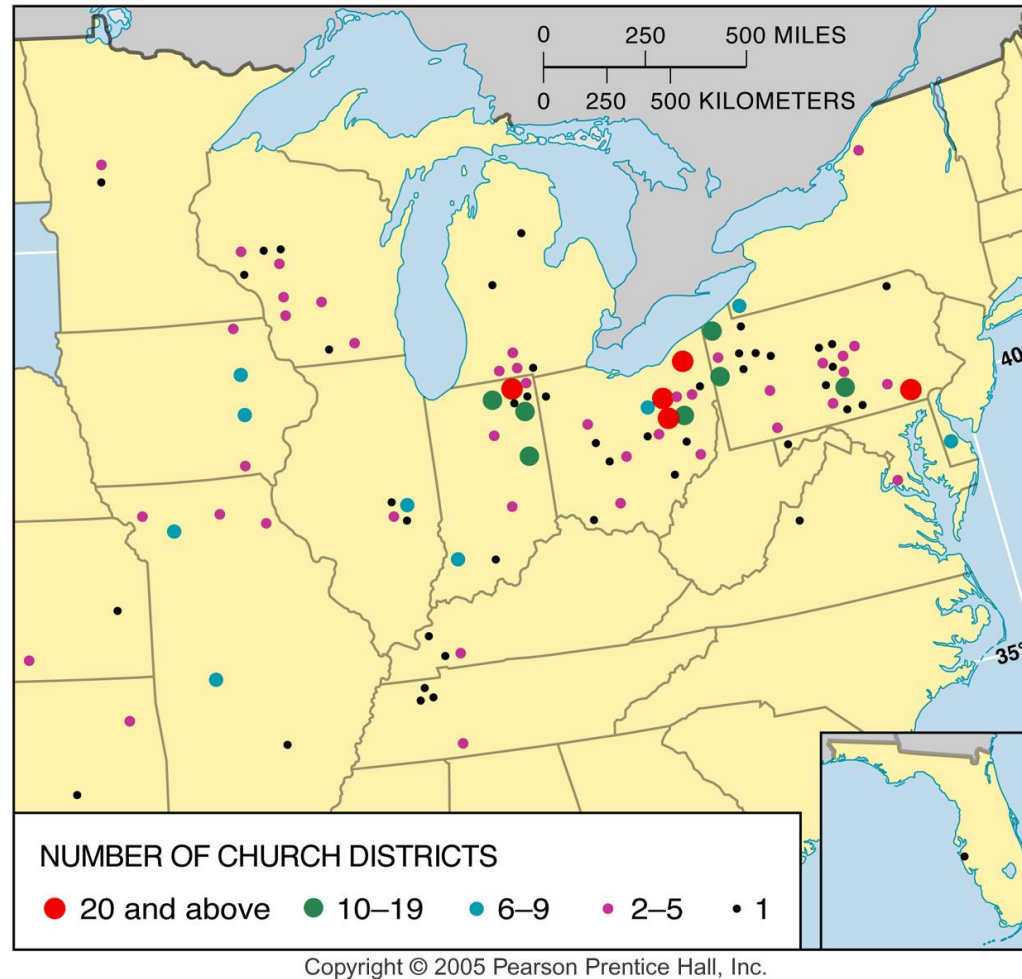 0 250 500 MILES
0 250 500 KILOMETERS
40
35°
NUMBER OF CHURCH DISTRICTS
20 and above 10–19 6–9 2–5 1
Copyright © 2005 Pearson Prentice Hall, Inc.